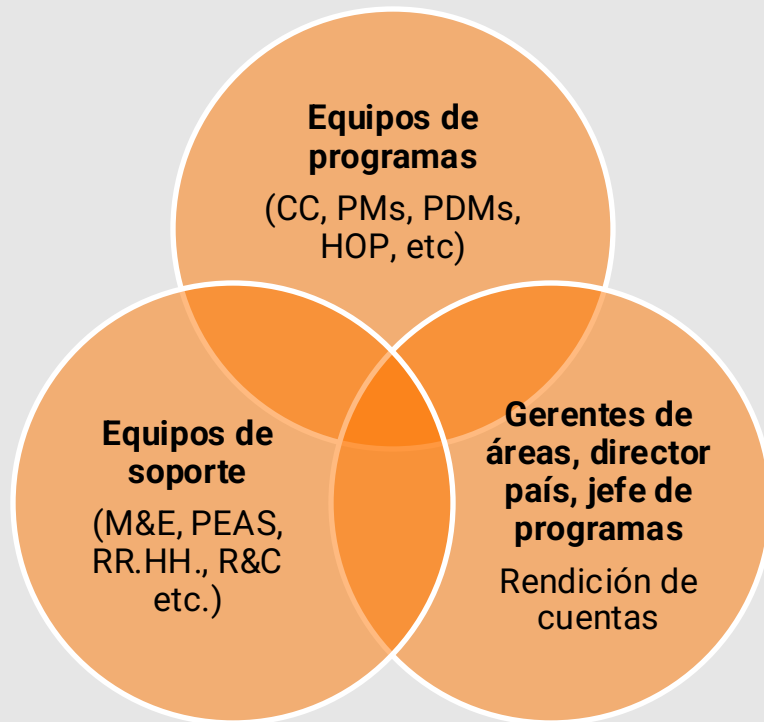 Equipos de
programas
(CC, PMs, PDMs,
HOP, etc)
Equipos de
soporte
(M&E, PEAS,
RR.HH., R&C
etc.)
Gerentes de
áreas, director
país, jefe de
programas
Rendición de
cuentas